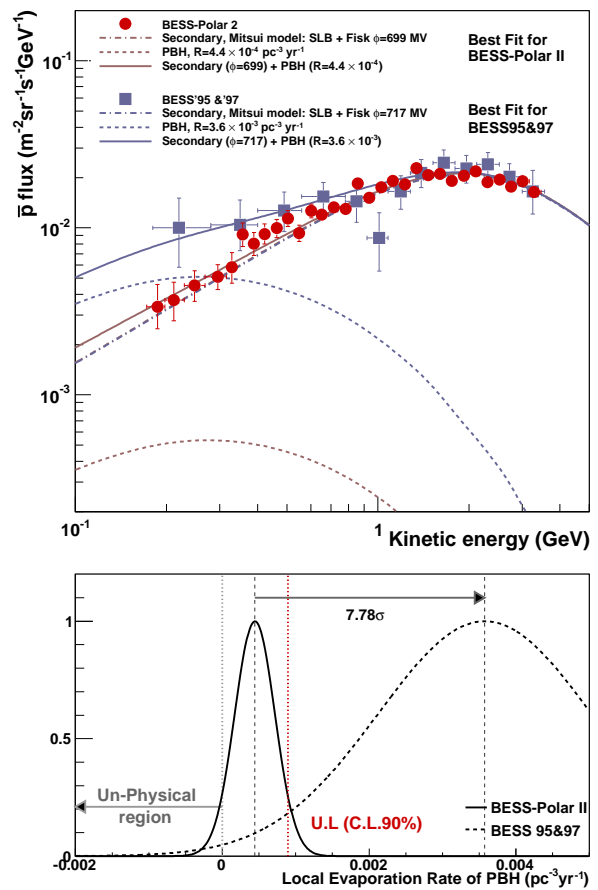 BESS-Polar 2
Secondary, Mitsui model: SLB + Fisk ϕ=699 MV
PBH, R=4.4 × 10⁻⁴ pc⁻³ yr⁻¹
Secondary (ϕ=699) + PBH (R=4.4 × 10⁻⁴)
Best Fit for
BESS-Polar II
BESS'95 &'97
Secondary, Mitsui model: SLB + Fisk ϕ=717 MV
PBH, R=3.6 × 10⁻³ pc⁻³ yr⁻¹
Secondary (ϕ=717) + PBH (R=3.6 × 10⁻³)
Best Fit for
BESS95&97
p̅ flux (m⁻²sr⁻¹s⁻¹GeV⁻¹)
10⁻¹
10⁻²
10⁻³
10⁻¹
1
Kinetic energy (GeV)
7.78σ
1
0.5
0
Un-Physical
region
U.L (C.L.90%)
BESS-Polar II
BESS 95&97
-0.002
0
0.002
0.004
Local Evaporation Rate of PBH (pc⁻³yr⁻¹)